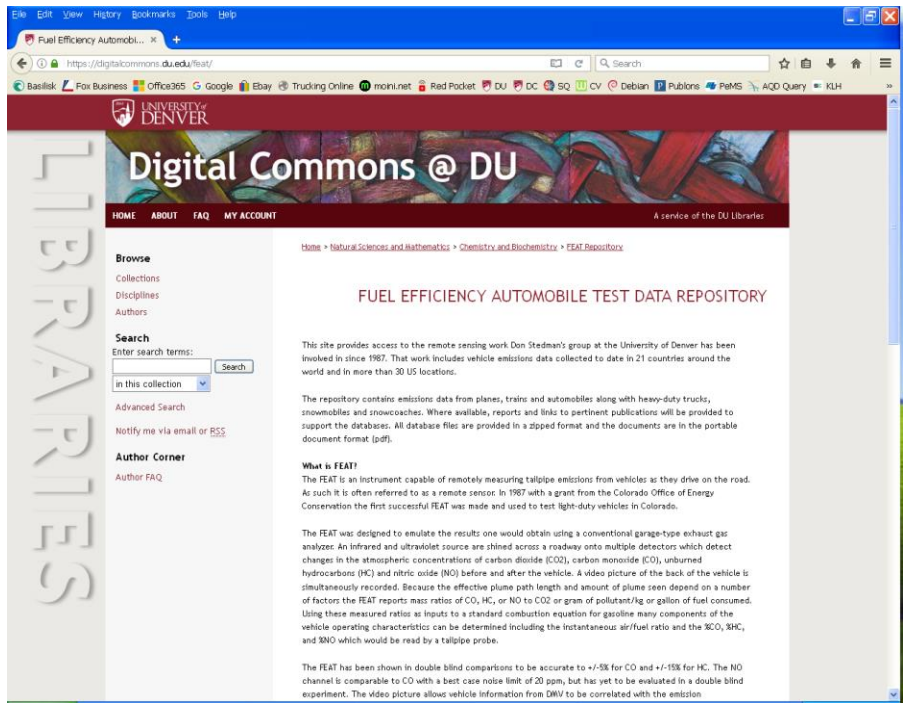 File Edit View History Bookmarks Tools Help
Fuel Efficiency Automobi... × +
https://digitalcommons.du.edu/feat/ Search
Basilisk Fox Business Office365 Google Ebay Trucking Online moini.net Red Pocket DU DC SQ CV Debian Publons PeMS AQD Query KLH »
UNIVERSITY of
DENVER
LIBRARIES
Digital Commons @ DU
HOME ABOUT FAQ MY ACCOUNT A service of the DU Libraries
Home > Natural Sciences and Mathematics > Chemistry and Biochemistry > FEAT Repository
Browse
Collections
Disciplines
Authors
Search
Enter search terms:
Search
in this collection
Advanced Search
Notify me via email or RSS
Author Corner
Author FAQ
FUEL EFFICIENCY AUTOMOBILE TEST DATA REPOSITORY
This site provides access to the remote sensing work Don Stedman's group at the University of Denver has been
involved in since 1987. That work includes vehicle emissions data collected to date in 21 countries around the
world and in more than 30 US locations.
The repository contains emissions data from planes, trains and automobiles along with heavy-duty trucks,
snowmobiles and snowcoaches. Where available, reports and links to pertinent publications will be provided to
support the databases. All database files are provided in a zipped format and the documents are in the portable
document format (pdf).
What is FEAT?
The FEAT is an instrument capable of remotely measuring tailpipe emissions from vehicles as they drive on the road.
As such it is often referred to as a remote sensor. In 1987 with a grant from the Colorado Office of Energy
Conservation the first successful FEAT was made and used to test light-duty vehicles in Colorado.
The FEAT was designed to emulate the results one would obtain using a conventional garage-type exhaust gas
analyzer. An infrared and ultraviolet source are shined across a roadway onto multiple detectors which detect
changes in the atmospheric concentrations of carbon dioxide (CO2), carbon monoxide (CO), unburned
hydrocarbons (HC) and nitric oxide (NO) before and after the vehicle. A video picture of the back of the vehicle is
simultaneously recorded. Because the effective plume path length and amount of plume seen depend on a number
of factors the FEAT reports mass ratios of CO, HC, or NO to CO2 or gram of pollutant/kg or gallon of fuel consumed.
Using these measured ratios as inputs to a standard combustion equation for gasoline many components of the
vehicle operating characteristics can be determined including the instantaneous air/fuel ratio and the %CO, %HC,
and %NO which would be read by a tailpipe probe.
The FEAT has been shown in double blind comparisons to be accurate to +/-5% for CO and +/-15% for HC. The NO
channel is comparable to CO with a best case noise limit of 20 ppm, but has yet to be evaluated in a double blind
experiment. The video picture allows vehicle information from DMV to be correlated with the emission